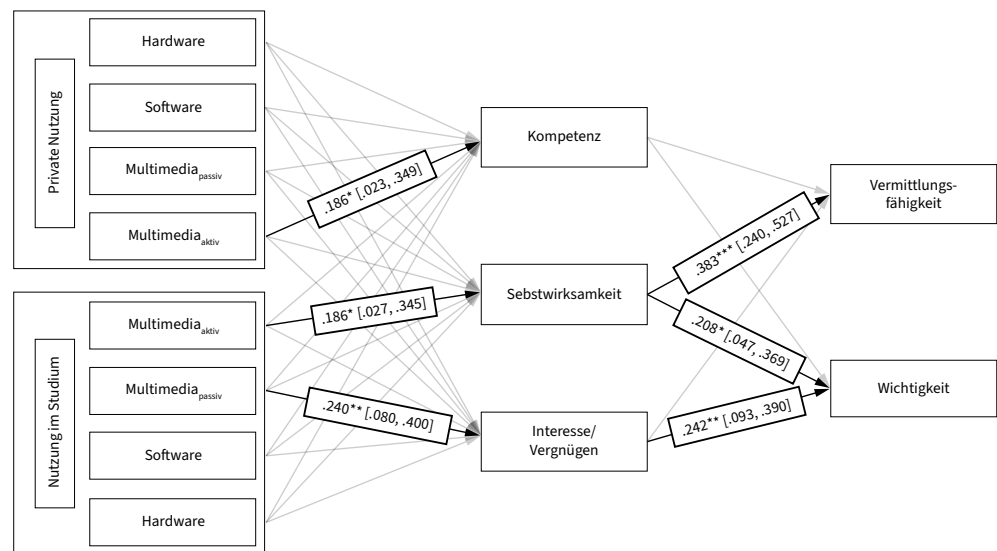 Private Nutzung
Hardware
Software
Multimedia passiv
Multimedia aktiv
Nutzung im Studium
Multimedia aktiv
Multimedia passiv
Software
Hardware
.186* [.023, .349]
.186* [.027, .345]
.240** [.080, .400]
Kompetenz
Sebstwirksamkeit
Interesse/
Vergnügen
.383*** [.240, .527]
.208* [.047, .369]
.242** [.093, .390]
Vermittlungs-
fähigkeit
Wichtigkeit